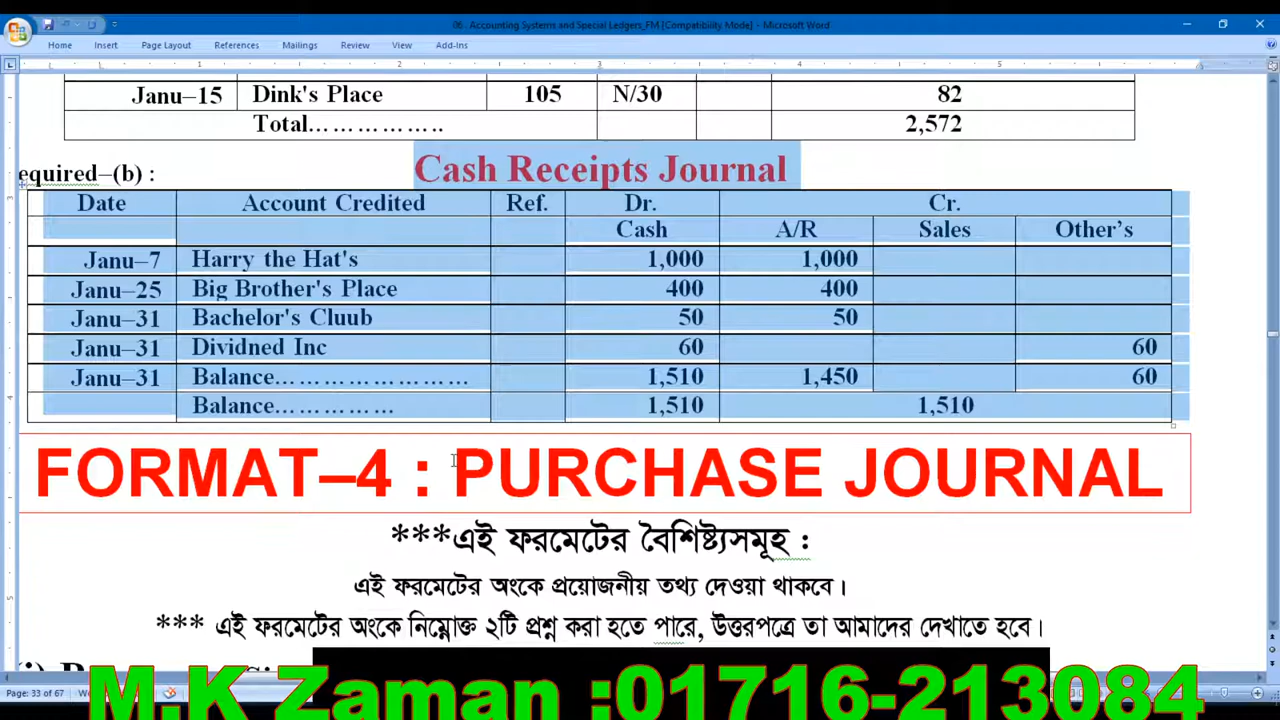 06 . Accounting Systems and Special Ledgers_FM [Compatibility Mode] - Microsoft Word
Home Insert Page Layout References Mailings Review View Add-Ins
Janu–15 Dink's Place 105 N/30 82
Total……………….. 2,572
equired–(b) : Cash Receipts Journal
Date Account Credited Ref. Dr. Cr.
Cash A/R Sales Other’s
Janu–7 Harry the Hat's 1,000 1,000
Janu–25 Big Brother's Place 400 400
Janu–31 Bachelor's Cluub 50 50
Janu–31 Dividned Inc 60 60
Janu–31 Balance…………………… 1,510 1,450 60
Balance………… 1,510 1,510
FORMAT–4 : PURCHASE JOURNAL
***এই ফরমেটের বৈশিষ্ট্যসমূহ :
এই ফরমেটের অংকে প্রয়োজনীয় তথ্য দেওয়া থাকবে।
*** এই ফরমেটের অংকে নিম্নোক্ত ২টি প্রশ্ন করা হতে পারে, উত্তরপত্রে তা আমাদের দেখাতে হবে।
M.K Zaman :01716-213084
Page: 33 of 67